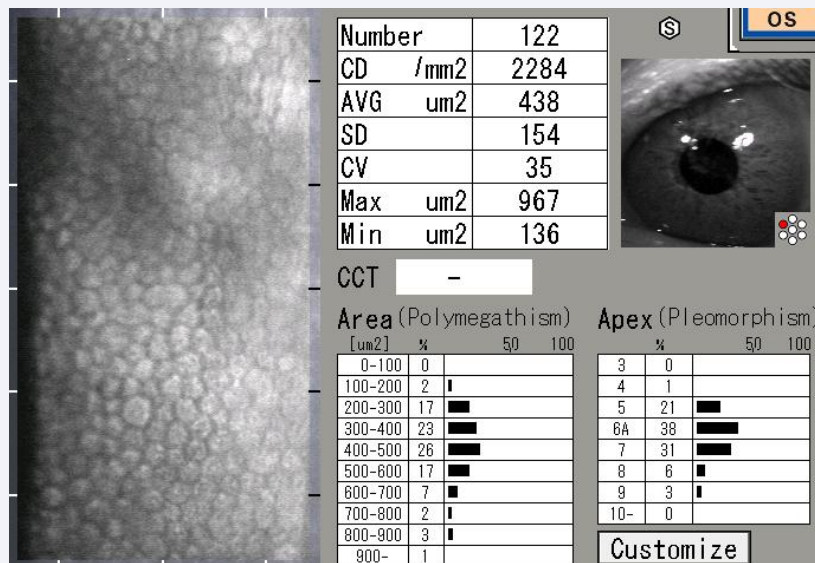 OS
S
Number 122
CD /mm2 2284
AVG um2 438
SD 154
CV 35
Max um2 967
Min um2 136
CCT -
Area (Polymegathism)
[um2] % 50 100
0-100 0
100-200 2
200-300 17
300-400 23
400-500 26
500-600 17
600-700 7
700-800 2
800-900 3
900- 1
Apex (Pleomorphism)
% 50 100
3 0
4 1
5 21
6A 38
7 31
8 6
9 3
10- 0
Customize